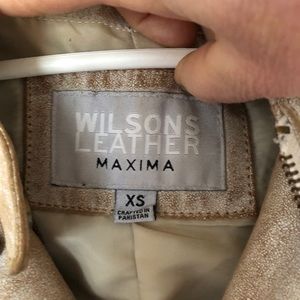 WILSONS
LEATHER
MAXIMA
XS
CRAFTED IN
PAKISTAN